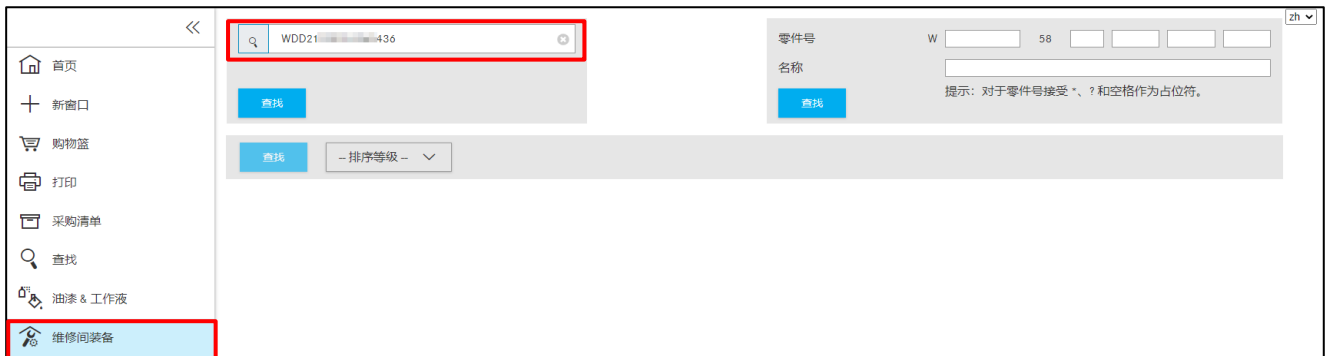 zh
首页
新窗口
购物篮
打印
采购清单
查找
油漆 & 工作液
维修间装备
WDD21 436
查找
零件号 W 58
名称
提示：对于零件号接受 *、? 和空格作为占位符。
查找
查找
-- 排序等级 --